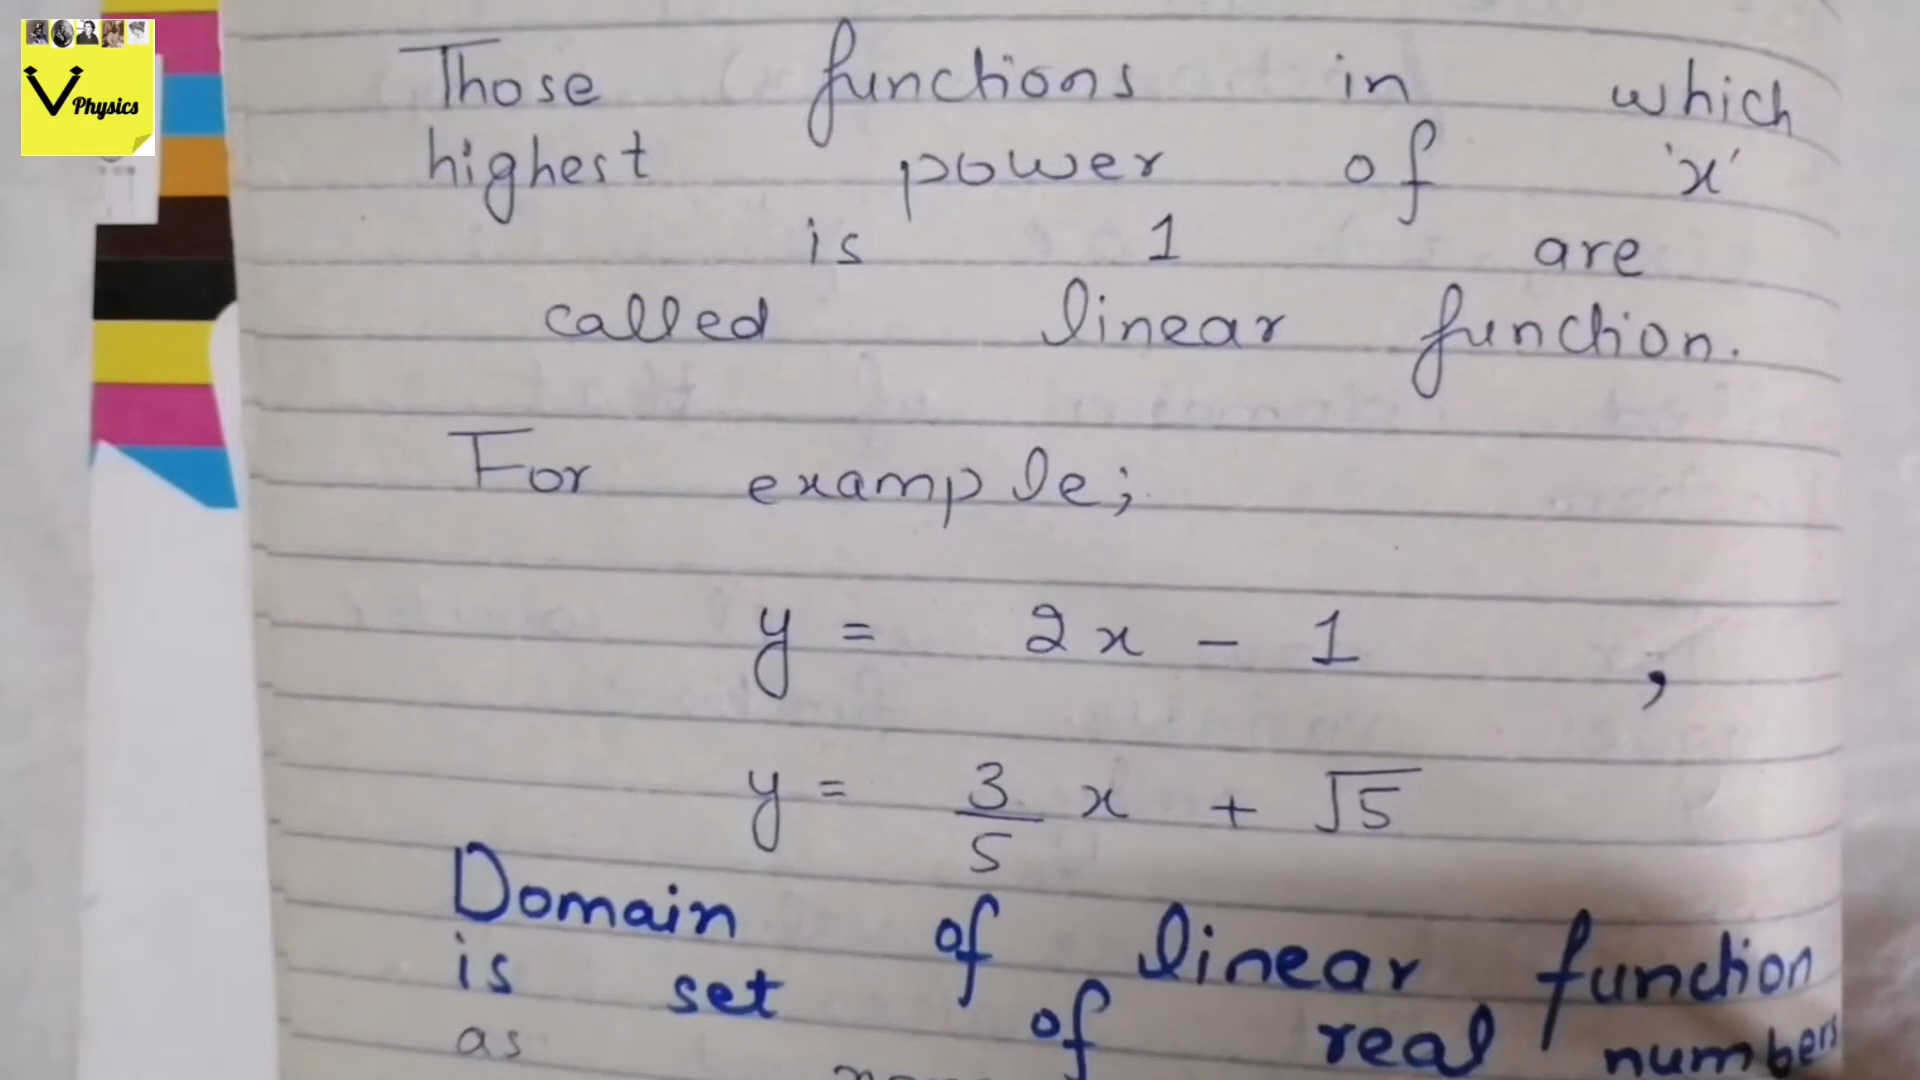 V Physics
Those functions in which
highest power of 'x'
is 1 are
called linear function.
For example;
y = 2x - 1 ,
y = 3/5 x + √5
Domain of linear function
is set of real numbers
as